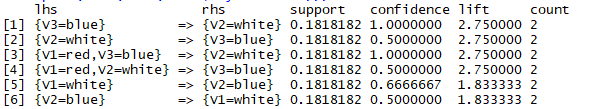 lhs rhs support confidence lift count
[1] {V3=blue} => {V2=white} 0.1818182 1.0000000 2.750000 2
[2] {V2=white} => {V3=blue} 0.1818182 0.5000000 2.750000 2
[3] {V1=red,V3=blue} => {V2=white} 0.1818182 1.0000000 2.750000 2
[4] {V1=red,V2=white} => {V3=blue} 0.1818182 0.5000000 2.750000 2
[5] {V1=white} => {V2=blue} 0.1818182 0.6666667 1.833333 2
[6] {V2=blue} => {V1=white} 0.1818182 0.5000000 1.833333 2